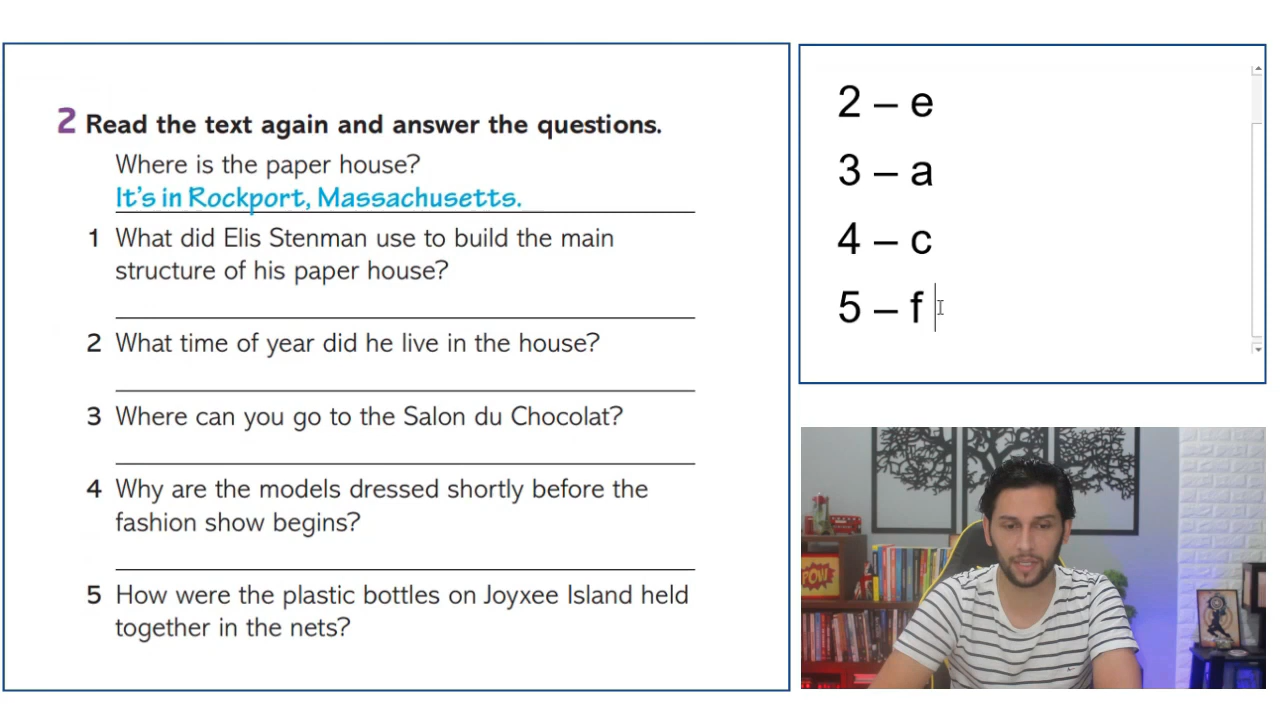 2 Read the text again and answer the questions.
Where is the paper house?
It's in Rockport, Massachusetts.
1 What did Elis Stenman use to build the main
structure of his paper house?
2 What time of year did he live in the house?
3 Where can you go to the Salon du Chocolat?
4 Why are the models dressed shortly before the
fashion show begins?
5 How were the plastic bottles on Joyxee Island held
together in the nets?
2 – e
3 – a
4 – c
5 – f
POW